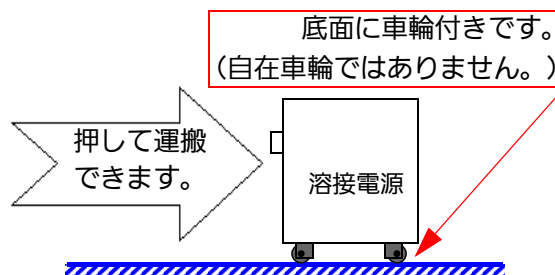 底面に車輪付きです。
（自在車輪ではありません。）
押して運搬
できます。
溶接電源